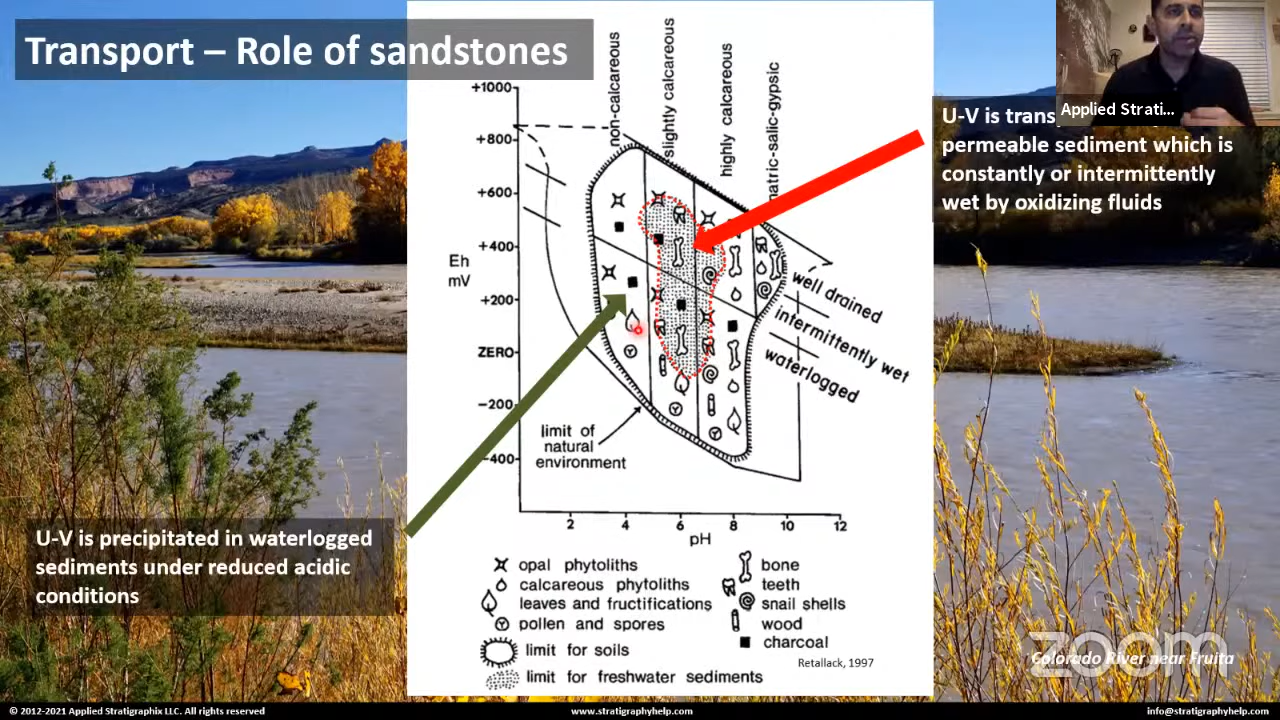 Transport – Role of sandstones
Applied Strati...
U-V is trans
permeable sediment which is
constantly or intermittently
wet by oxidizing fluids
non-calcareous
slightly calcareous
highly calcareous
natric-salic-gypsic
+1000
+800
+600
+400
+200
ZERO
-200
-400
Eh
mV
well drained
intermittently wet
waterlogged
limit of
natural
environment
2
4
6
8
10
12
pH
opal phytoliths
calcareous phytoliths
leaves and fructifications
pollen and spores
limit for soils
limit for freshwater sediments
bone
teeth
snail shells
wood
charcoal
Retallack, 1997
U-V is precipitated in waterlogged
sediments under reduced acidic
conditions
zoom
Colorado River near Fruita
© 2012-2021 Applied Stratigraphix LLC. All rights reserved
www.stratigraphyhelp.com
info@stratigraphyhelp.com